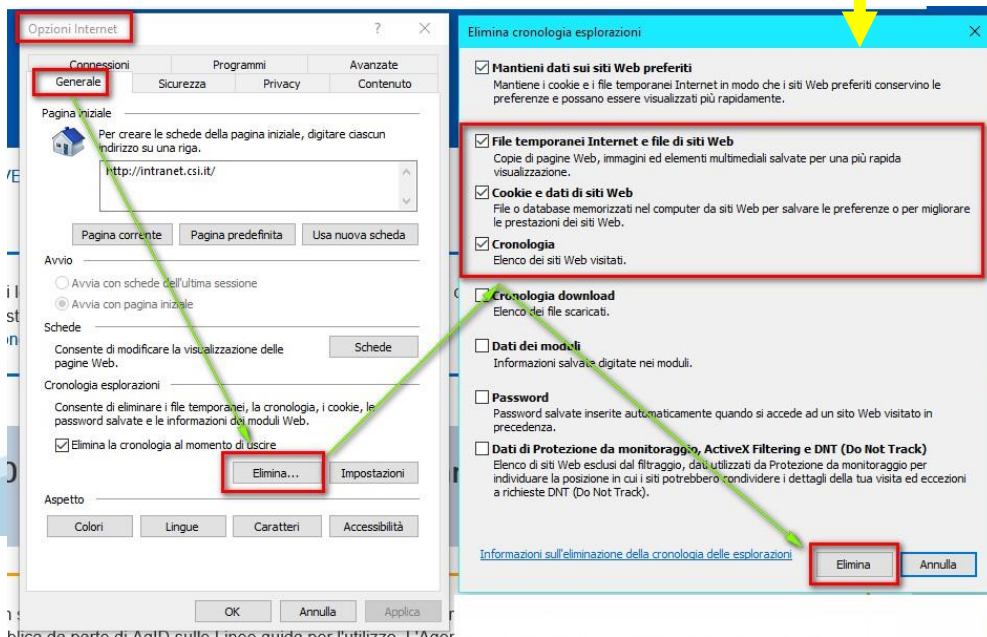 Opzioni Internet
Connessioni Programmi Avanzate
Generale Sicurezza Privacy Contenuto
Pagina iniziale
Per creare le schede della pagina iniziale, digitare ciascun
indirizzo su una riga.
http://intranet.csi.it/
Pagina corrente Pagina predefinita Usa nuova scheda
Avvio
Avvia con schede dell'ultima sessione
Avvia con pagina iniziale
Schede
Consente di modificare la visualizzazione delle
pagine Web.
Schede
Cronologia esplorazioni
Consente di eliminare i file temporanei, la cronologia, i cookie, le
password salvate e le informazioni dei moduli Web.
Elimina la cronologia al momento di uscire
Elimina... Impostazioni
Aspetto
Colori Lingue Caratteri Accessibilità
OK Annulla Applica
blica da parte di AgID sulle Linee guida per l'utilizzo. L'Ager
Elimina cronologia esplorazioni
Mantieni dati sui siti Web preferiti
Mantiene i cookie e i file temporanei Internet in modo che i siti Web preferiti conservino le
preferenze e possano essere visualizzati più rapidamente.
File temporanei Internet e file di siti Web
Copie di pagine Web, immagini ed elementi multimediali salvate per una più rapida
visualizzazione.
Cookie e dati di siti Web
File o database memorizzati nel computer da siti Web per salvare le preferenze o per migliorare
le prestazioni dei siti Web.
Cronologia
Elenco dei siti Web visitati.
Cronologia download
Elenco dei file scaricati.
Dati dei moduli
Informazioni salvate digitate nei moduli.
Password
Password salvate inserite automaticamente quando si accede ad un sito Web visitato in
precedenza.
Dati di Protezione da monitoraggio, ActiveX Filtering e DNT (Do Not Track)
Elenco di siti Web esclusi dal filtraggio, dati utilizzati da Protezione da monitoraggio per
individuare la posizione in cui i siti potrebbero condividere i dettagli della tua visita ed eccezioni
a richieste DNT (Do Not Track).
Informazioni sull'eliminazione della cronologia delle esplorazioni
Elimina Annulla